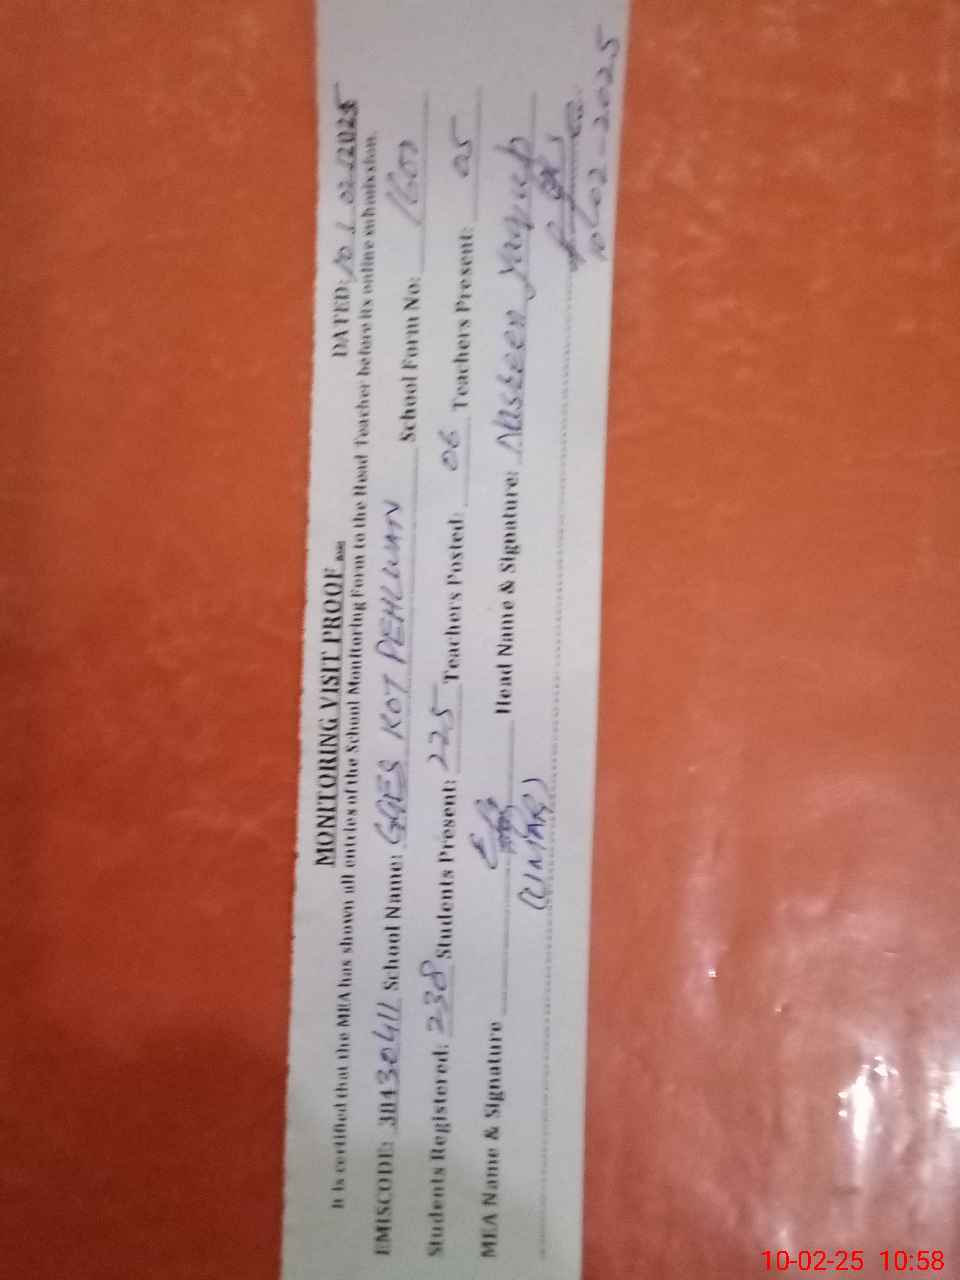 MONITORING VISIT PROOF DATED: 10 / 02 / 2025
It is certified that the MEA has shown all entries of the School Monitoring Form to the Head Teacher before its online submission.
EMISCODE: 38430411 School Name: GGES KOT PEHLWAN School Form No: 1600
Students Registered: 238 Students Present: 225 Teachers Posted: 06 Teachers Present: 05
MEA Name & Signature Head Name & Signature: Nasreen Yaqub
(UMAR)
10-02-2025
10-02-25 10:58